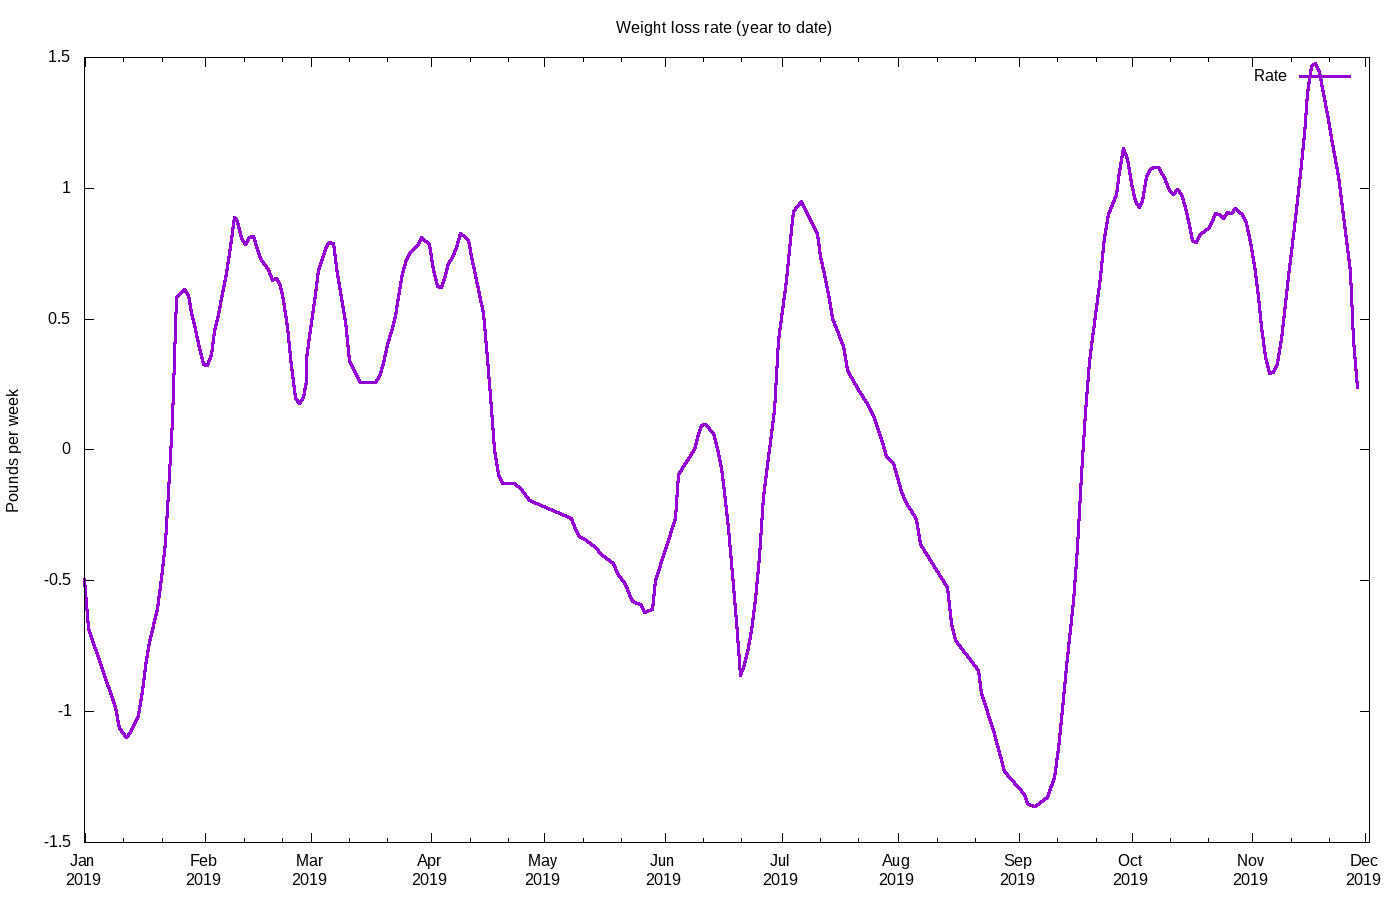 Weight loss rate (year to date)
Rate
Pounds per week
1.5
1
0.5
0
-0.5
-1
-1.5
Jan Feb Mar Apr May Jun Jul Aug Sep Oct Nov Dec
2019 2019 2019 2019 2019 2019 2019 2019 2019 2019 2019 2019